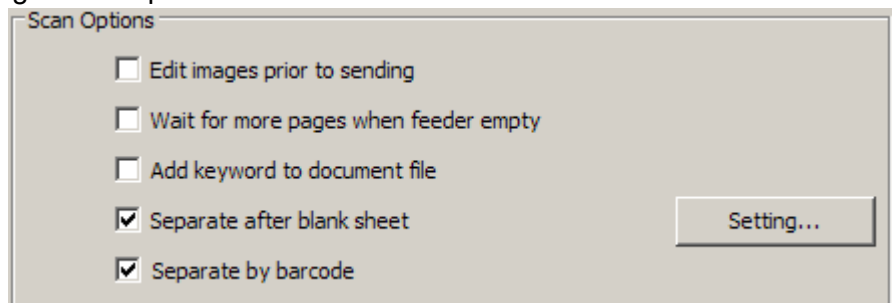 Scan Options
Edit images prior to sending
Wait for more pages when feeder empty
Add keyword to document file
Separate after blank sheet
Setting...
Separate by barcode